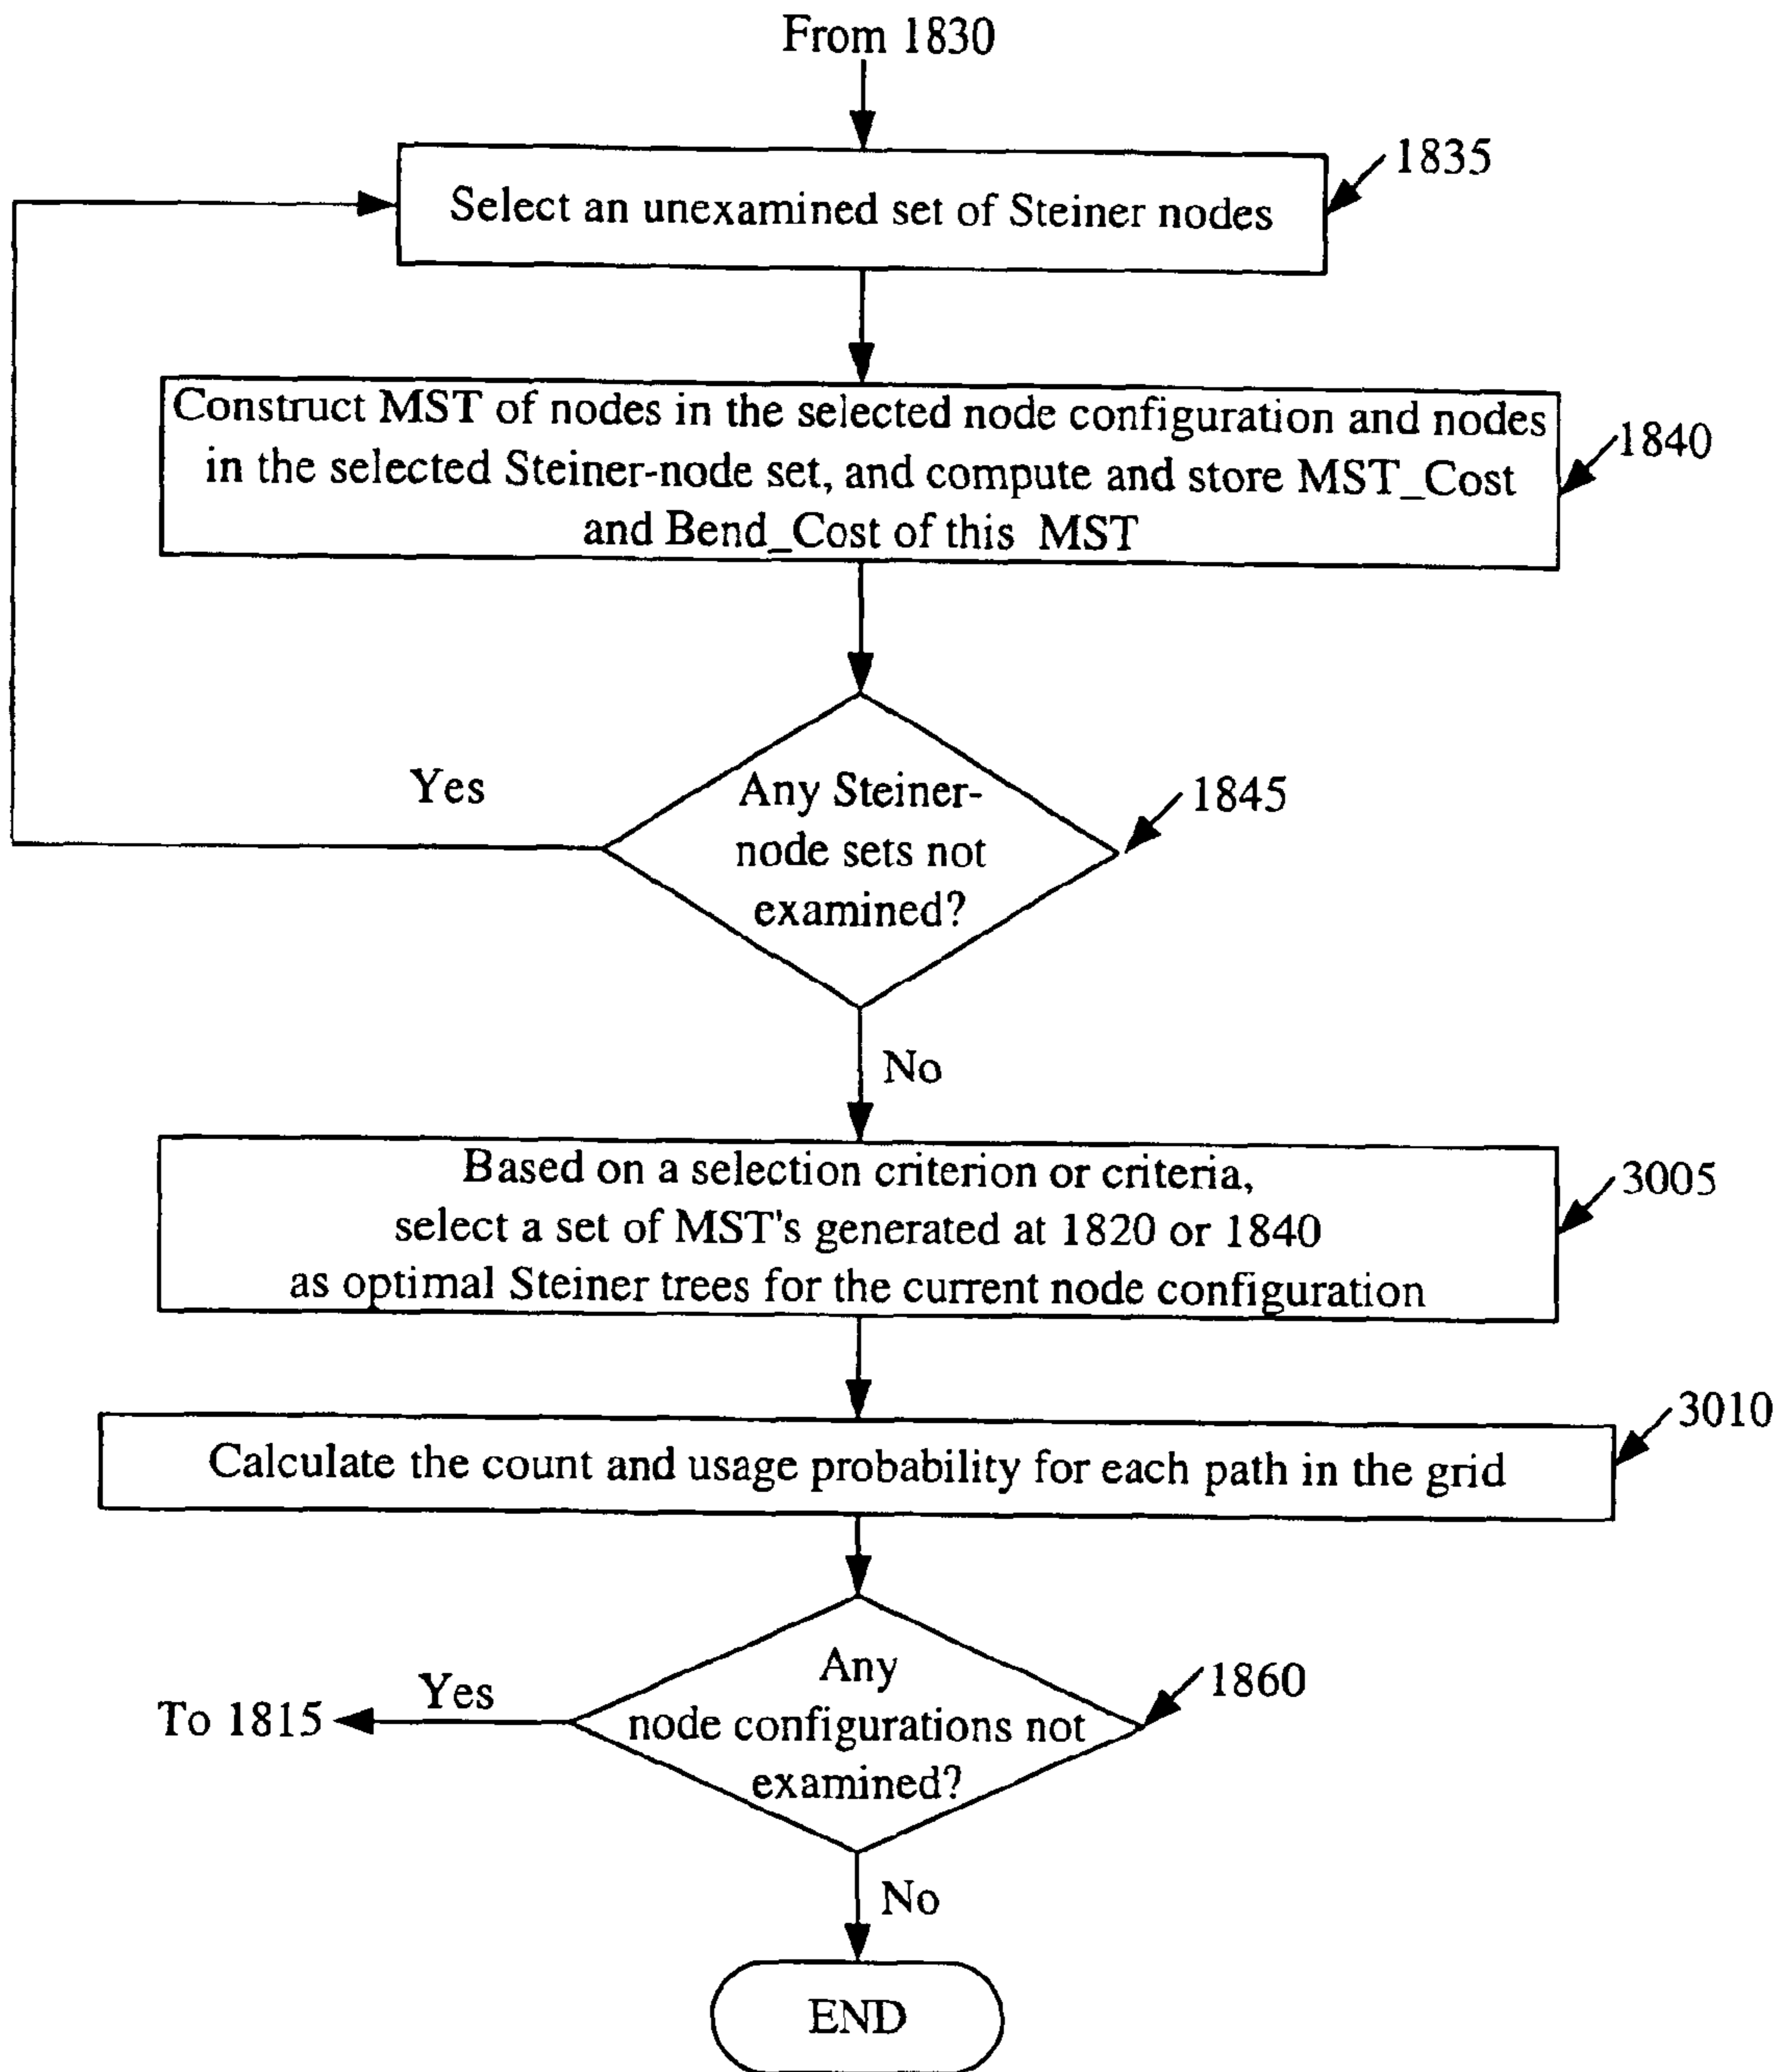 From 1830
1835
Select an unexamined set of Steiner nodes
Construct MST of nodes in the selected node configuration and nodes
in the selected Steiner-node set, and compute and store MST_Cost
and Bend_Cost of this MST
1840
Yes
Any Steiner-
node sets not
examined?
1845
No
Based on a selection criterion or criteria,
select a set of MST's generated at 1820 or 1840
as optimal Steiner trees for the current node configuration
3005
Calculate the count and usage probability for each path in the grid
3010
To 1815
Yes
Any
node configurations not
examined?
1860
No
END